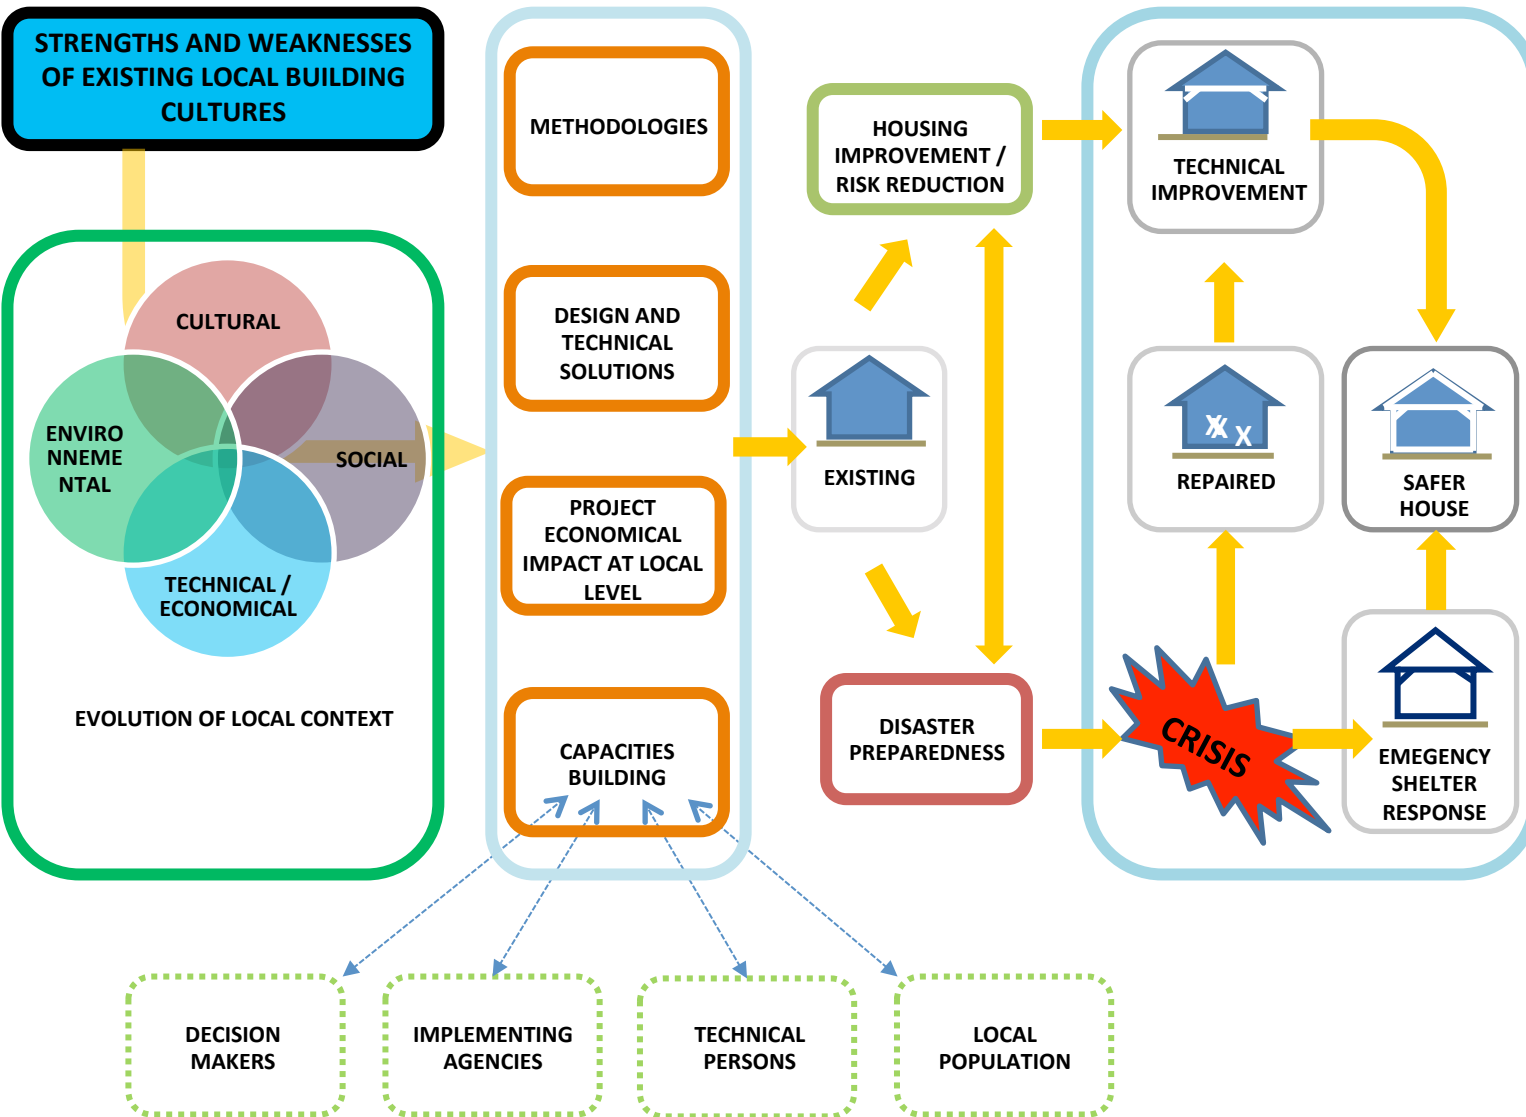 STRENGTHS AND WEAKNESSES
OF EXISTING LOCAL BUILDING
CULTURES
CULTURAL
ENVIRO
NNEME
NTAL
SOCIAL
TECHNICAL /
ECONOMICAL
EVOLUTION OF LOCAL CONTEXT
METHODOLOGIES
DESIGN AND
TECHNICAL
SOLUTIONS
PROJECT
ECONOMICAL
IMPACT AT LOCAL
LEVEL
CAPACITIES
BUILDING
EXISTING
HOUSING
IMPROVEMENT /
RISK REDUCTION
DISASTER
PREPAREDNESS
TECHNICAL
IMPROVEMENT
X
X
X
REPAIRED
SAFER
HOUSE
CRISIS
EMEGENCY
SHELTER
RESPONSE
DECISION
MAKERS
IMPLEMENTING
AGENCIES
TECHNICAL
PERSONS
LOCAL
POPULATION